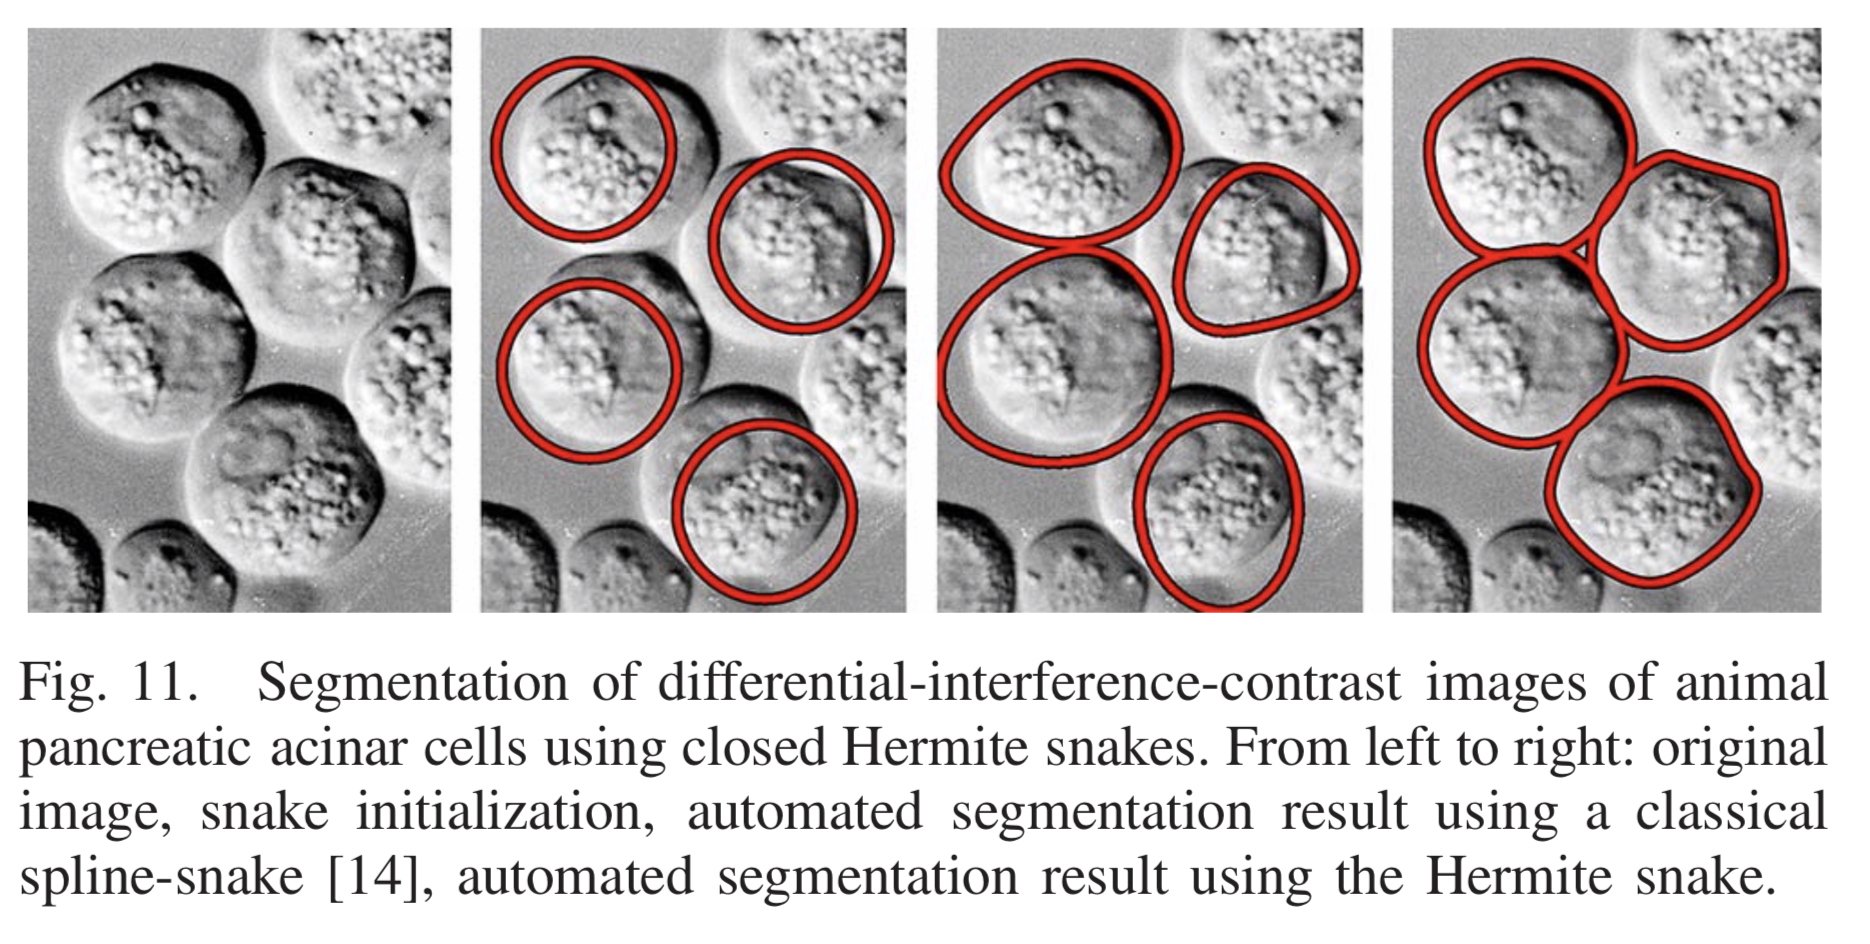 Fig. 11. Segmentation of differential-interference-contrast images of animal
pancreatic acinar cells using closed Hermite snakes. From left to right: original
image, snake initialization, automated segmentation result using a classical
spline-snake [14], automated segmentation result using the Hermite snake.